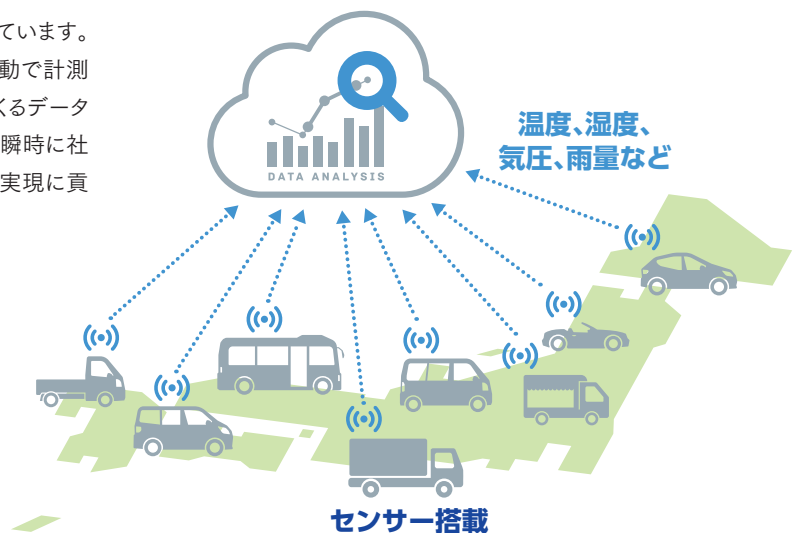 ています。
動で計測
くるデータ
瞬時に社
実現に貢
DATA ANALYSIS
温度、湿度、
気圧、雨量など
センサー搭載